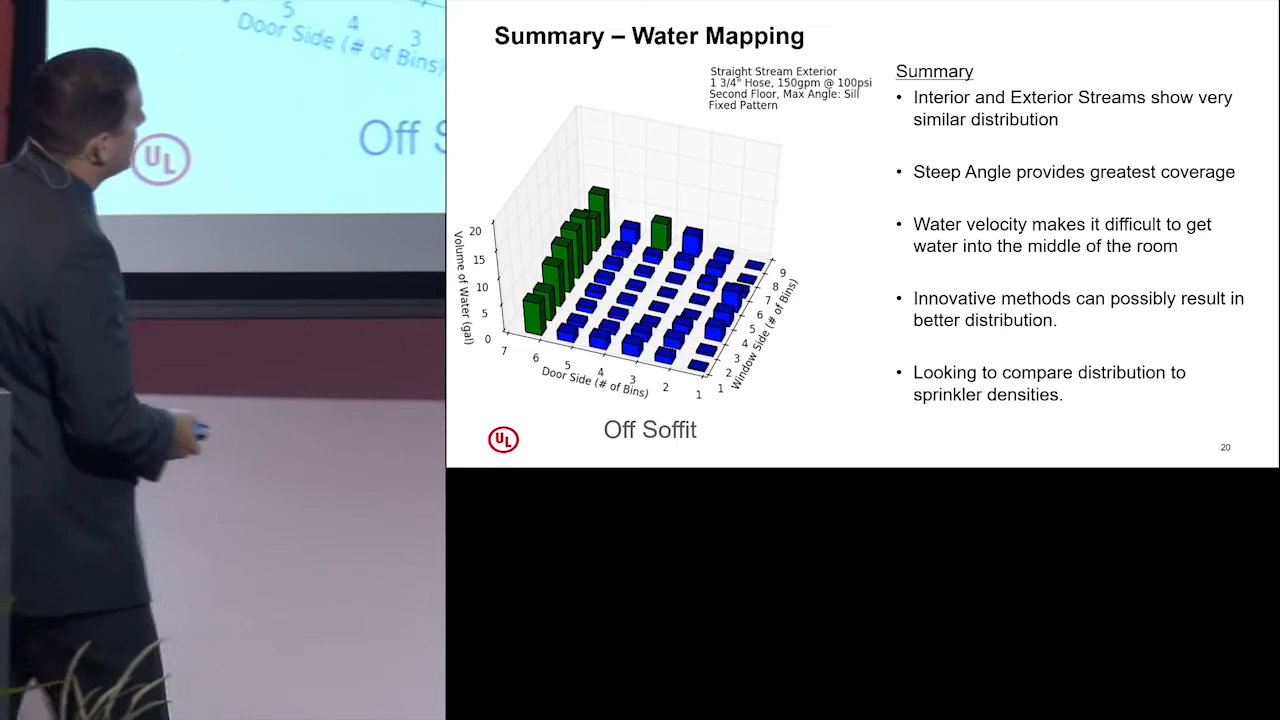 5
4
3
Door Side (# of Bins)
Off S
UL
Summary – Water Mapping
Straight Stream Exterior
1 3/4" Hose, 150gpm @ 100psi
Second Floor, Max Angle: Sill
Fixed Pattern
20
15
10
5
0
Volume of Water (gal)
7
6
5
4
3
2
1
Door Side (# of Bins)
1
2
3
4
5
6
7
8
9
Window Side (# of Bins)
Off Soffit
UL
Summary
• Interior and Exterior Streams show very
similar distribution
• Steep Angle provides greatest coverage
• Water velocity makes it difficult to get
water into the middle of the room
• Innovative methods can possibly result in
better distribution.
• Looking to compare distribution to
sprinkler densities.
20